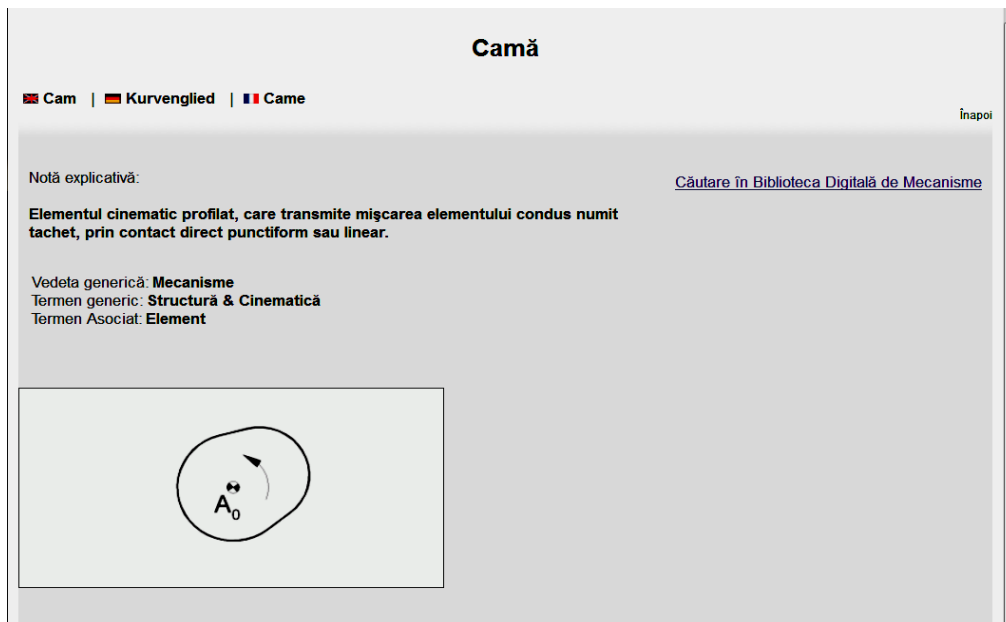 Camă
Cam | Kurvenglied | Came
Înapoi
Notă explicativă:
Căutare în Biblioteca Digitală de Mecanisme
Elementul cinematic profilat, care transmite mişcarea elementului condus numit
tachet, prin contact direct punctiform sau linear.
Vedeta generică: Mecanisme
Termen generic: Structură & Cinematică
Termen Asociat: Element
A0